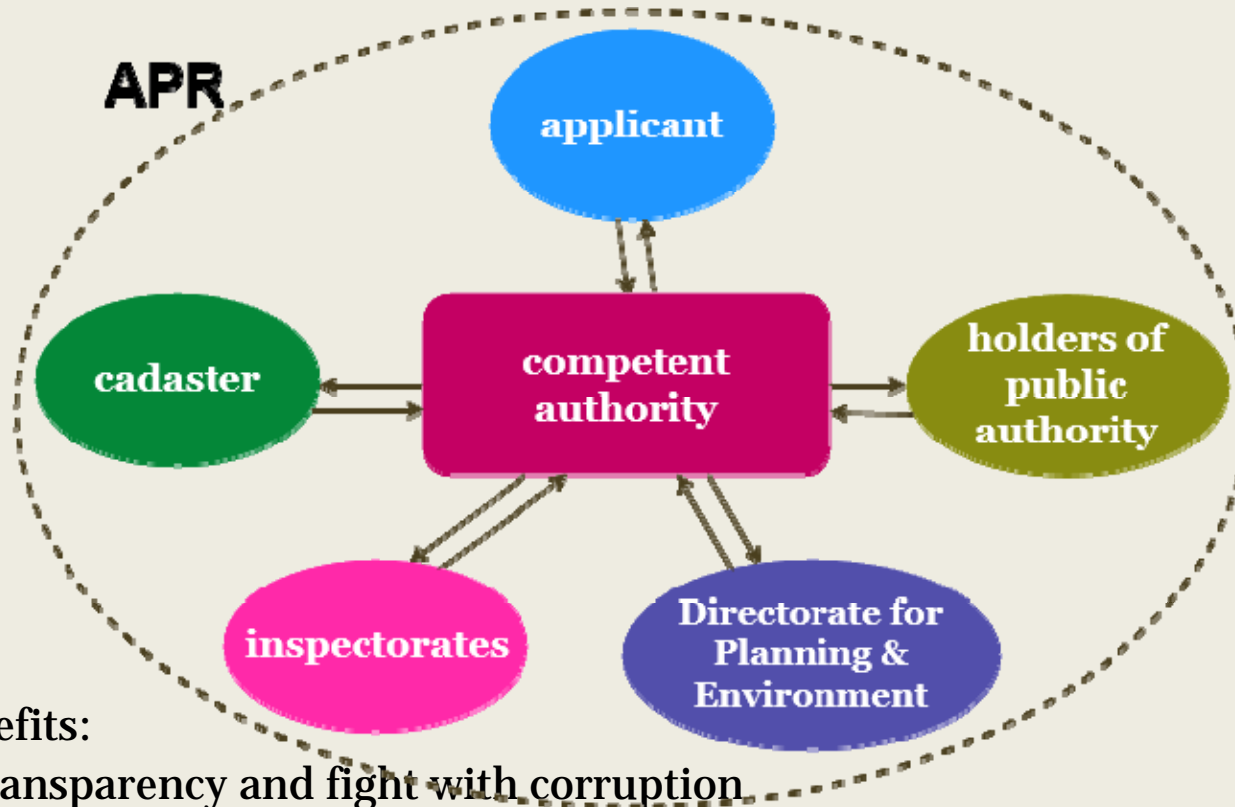 APR
applicant
cadaster
competent
authority
holders of
public
authority
inspectorates
Directorate for
Planning &
Environment
efits:
ansparency and fight with corruption